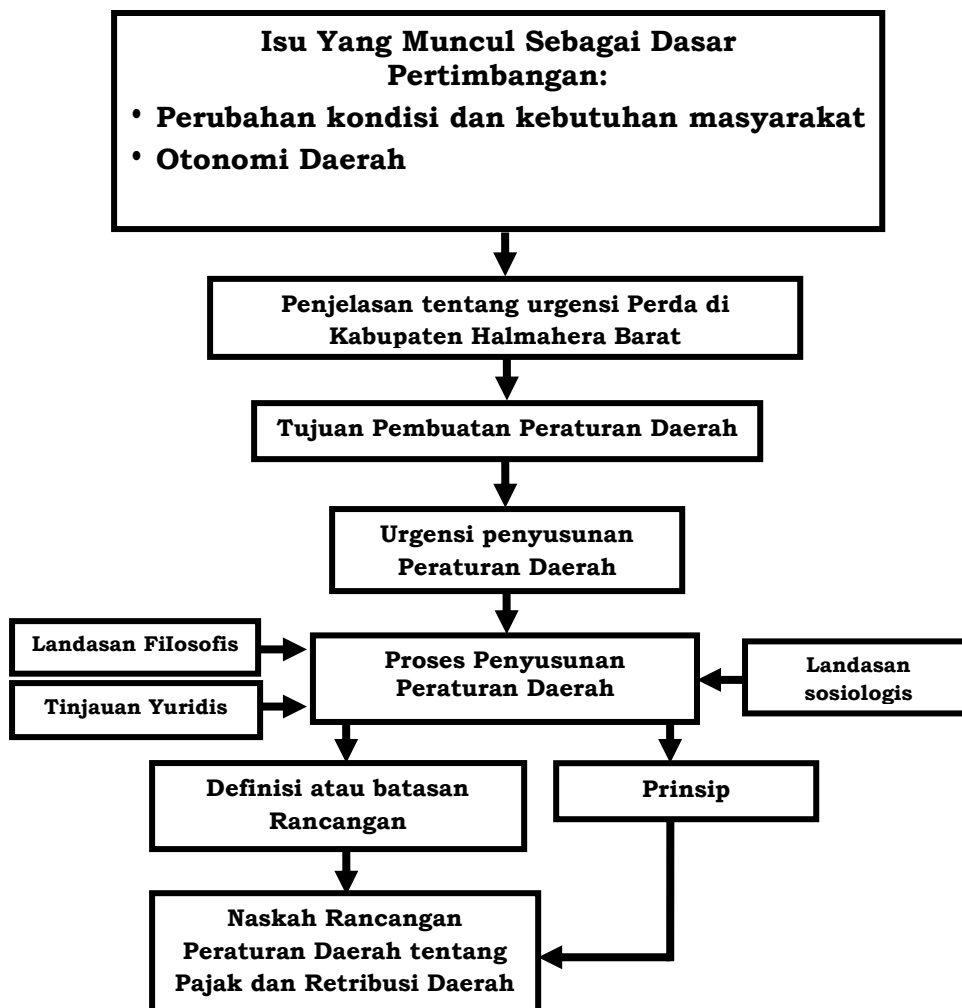 Isu Yang Muncul Sebagai Dasar
Pertimbangan:
• Perubahan kondisi dan kebutuhan masyarakat
• Otonomi Daerah
Penjelasan tentang urgensi Perda di
Kabupaten Halmahera Barat
Tujuan Pembuatan Peraturan Daerah
Urgensi penyusunan
Peraturan Daerah
Landasan Filosofis
Tinjauan Yuridis
Proses Penyusunan
Peraturan Daerah
Landasan
sosiologis
Definisi atau batasan
Rancangan
Prinsip
Naskah Rancangan
Peraturan Daerah tentang
Pajak dan Retribusi Daerah